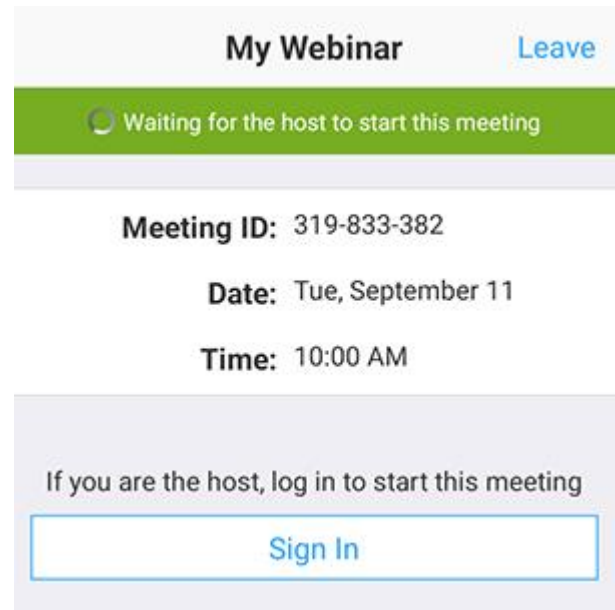 My Webinar Leave
Waiting for the host to start this meeting
Meeting ID: 319-833-382
Date: Tue, September 11
Time: 10:00 AM
If you are the host, log in to start this meeting
Sign In